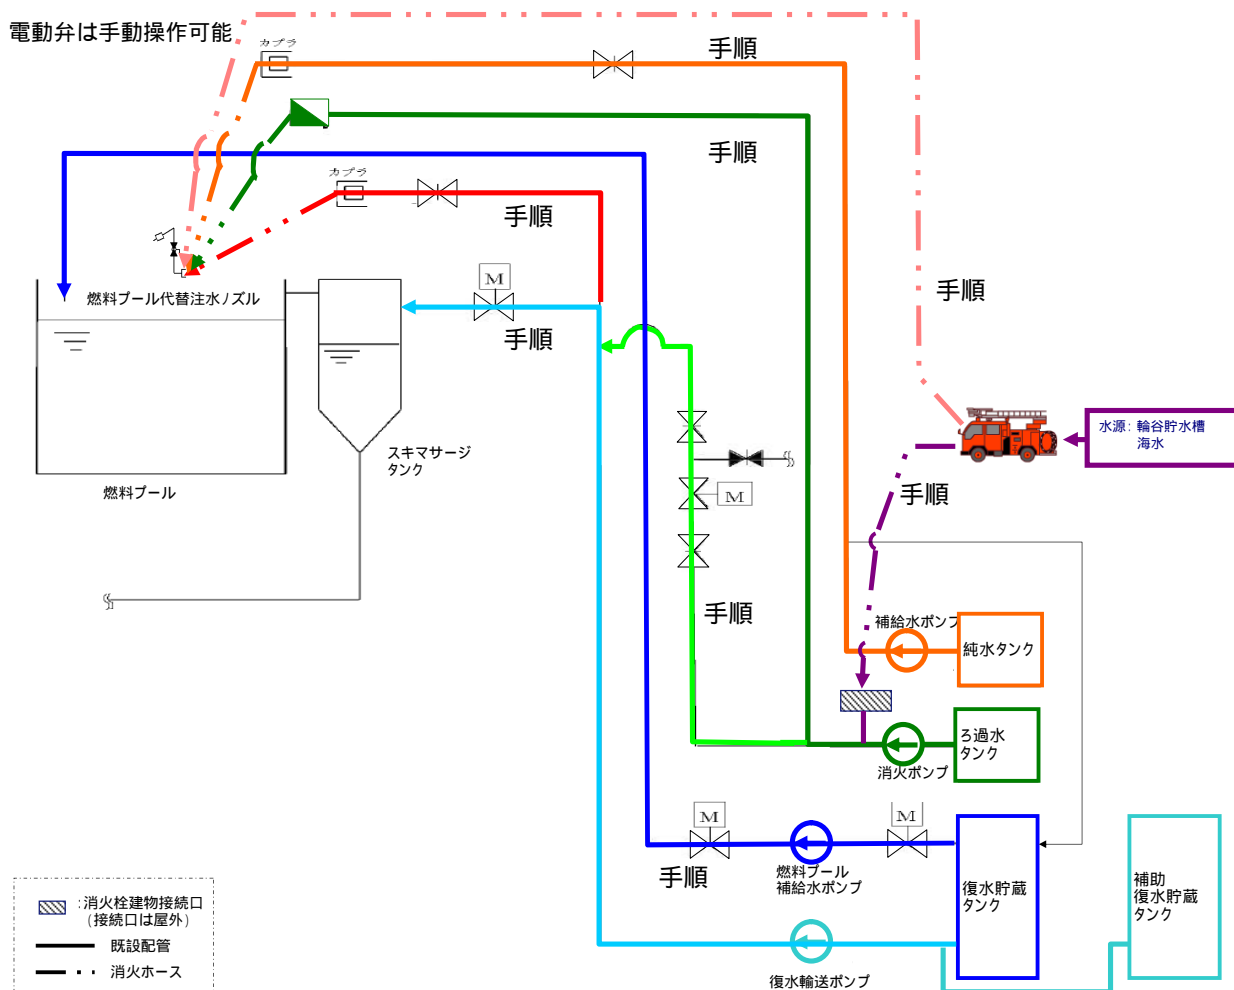 電動弁は手動操作可能
カプラ
手順
手順
カプラ
手順
燃料プール代替注水ノズル
M
手順
手順
スキマサージ
タンク
燃料プール
水源：輪谷貯水槽
海水
手順
M
手順
補給水ポンプ
純水タンク
ろ過水
タンク
消火ポンプ
M
M
手順
燃料プール
補給水ポンプ
復水貯蔵
タンク
補助
復水貯蔵
タンク
復水輸送ポンプ
：消火栓建物接続口
（接続口は屋外）
既設配管
消火ホース